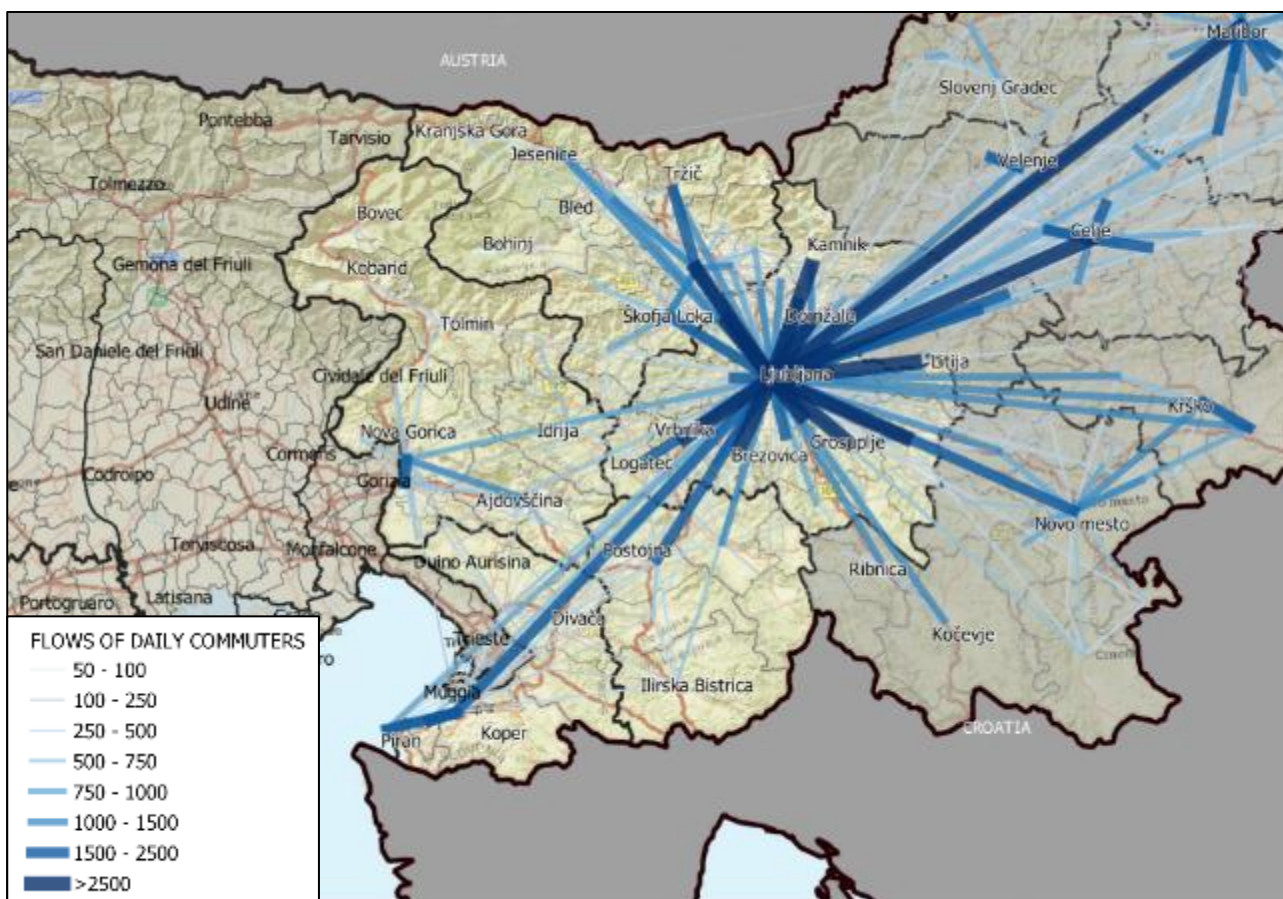 AUSTRIA
Maribor
Slovenj Gradec
Pontebba
Tarvisio
Kranjska Gora
Jesenice
Velenje
Tolmezzo
Tržič
Bovec
Bled
Celje
Bohinj
Kamnik
Gemona del Friuli
Kobarid
Škofja Loka
Domžale
Tolmin
San Daniele del Friuli
Cividale del Friuli
Ljubljana
Litija
Udine
Krško
Nova Gorica
Idrija
Vrhnika
Grosuplje
Cormons
Logatec
Brezovica
Codroipo
Gorizia
Ajdovščina
Novo mesto
Torviscosa
Monfalcone
Postojna
Duino Aurisina
Ribnica
Portogruaro
Latisana
Divača
Trieste
Kočevje
Muggia
Ilirska Bistrica
CROATIA
Piran
Koper
FLOWS OF DAILY COMMUTERS
50 - 100
100 - 250
250 - 500
500 - 750
750 - 1000
1000 - 1500
1500 - 2500
>2500